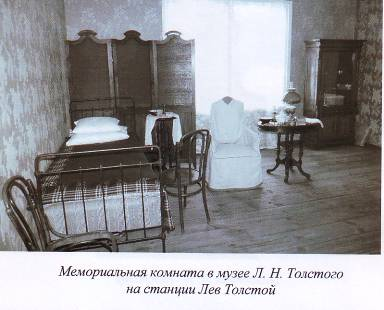 Мемориальная комната в музее Л. Н. Толстого
на станции Лев Толстой